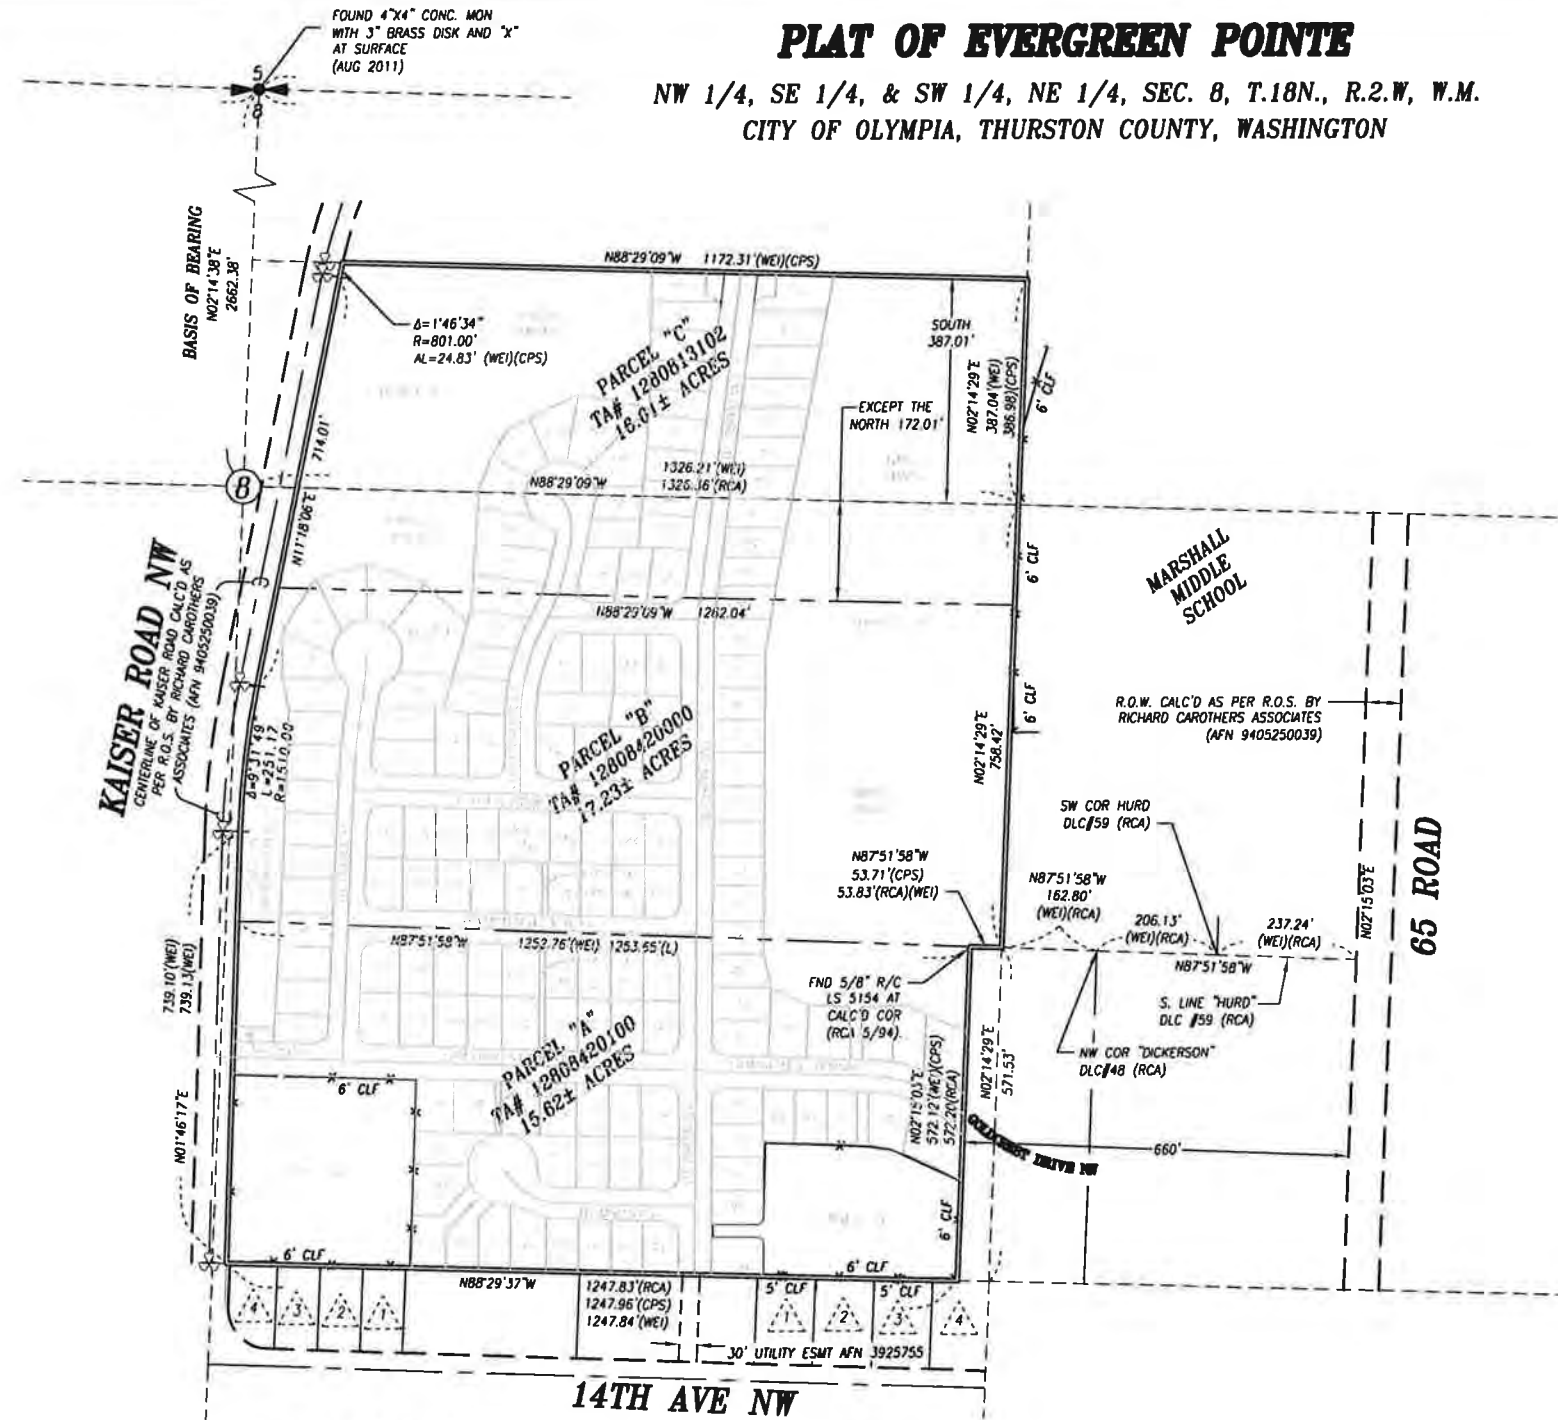 FOUND 4"X4" CONC. MON
WITH 3" BRASS DISK AND "X"
AT SURFACE
(AUG 2011)
PLAT OF EVERGREEN POINTE
NW 1/4, SE 1/4, & SW 1/4, NE 1/4, SEC. 8, T.18N., R.2.W, W.M.
CITY OF OLYMPIA, THURSTON COUNTY, WASHINGTON
5
8
BASIS OF BEARING
N02°14'38"E
2662.38'
N88°29'09"W 1172.31'(WEI)(CPS)
Δ=1°46'34"
R=801.00'
AL=24.83' (WEI)(CPS)
PARCEL "C"
TA# 1280813102
16.01± ACRES
SOUTH
387.01'
N02°14'29"E
387.04'(WEI)
386.98'(CPS)
6' CLF
EXCEPT THE
NORTH 172.01'
714.01'
N11°18'06"E
1326.21'(WEI)
N88°29'09"W 1326.36'(RCA)
8
6' CLF
MARSHALL
MIDDLE
SCHOOL
KAISER ROAD NW
CENTERLINE OF KAISER ROAD CALC'D AS
PER R.O.S. BY RICHARD CAROTHERS
ASSOCIATES (AFN 9405250039)
N88°29'09"W 1262.04'
6' CLF
R.O.W. CALC'D AS PER R.O.S. BY
RICHARD CAROTHERS ASSOCIATES
(AFN 9405250039)
Δ=9°31'49"
L=251.17
R=1510.00
PARCEL "B"
TA# 12808420000
17.23± ACRES
N02°14'29"E
758.42'
SW COR HURD
DLC#59 (RCA)
N87°51'58"W
53.71'(CPS)
53.83'(RCA)(WEI)
N87°51'58"W
162.80'
(WEI)(RCA)
206.13'
(WEI)(RCA)
237.24'
(WEI)(RCA)
N87°51'58"W
N02°15'03"E
65 ROAD
N87°51'58"W 1252.76'(WEI) 1253.55'(L)
739.10'(WEI)
739.13'(WEI)
FND 5/8" R/C
LS 5154 AT
CALC'D COR
(RCA 5/94)
S. LINE "HURD"
DLC #59 (RCA)
NW COR "DICKERSON"
DLC#48 (RCA)
PARCEL "A"
TA# 12808420100
15.62± ACRES
N02°15'03"E
572.12'(WEI)(CPS)
572.20'(RCA)
N02°14'29"E
571.53'
6' CLF
N01°46'17"E
GOLDCREST DRIVE NW
660'
6' CLF
6' CLF
6' CLF
N88°29'37"W
1247.83'(RCA)
1247.96'(CPS)
1247.84'(WEI)
5' CLF
5' CLF
4 3 2 1
1 2 3 4
30' UTILITY ESMT AFN 3925755
14TH AVE NW